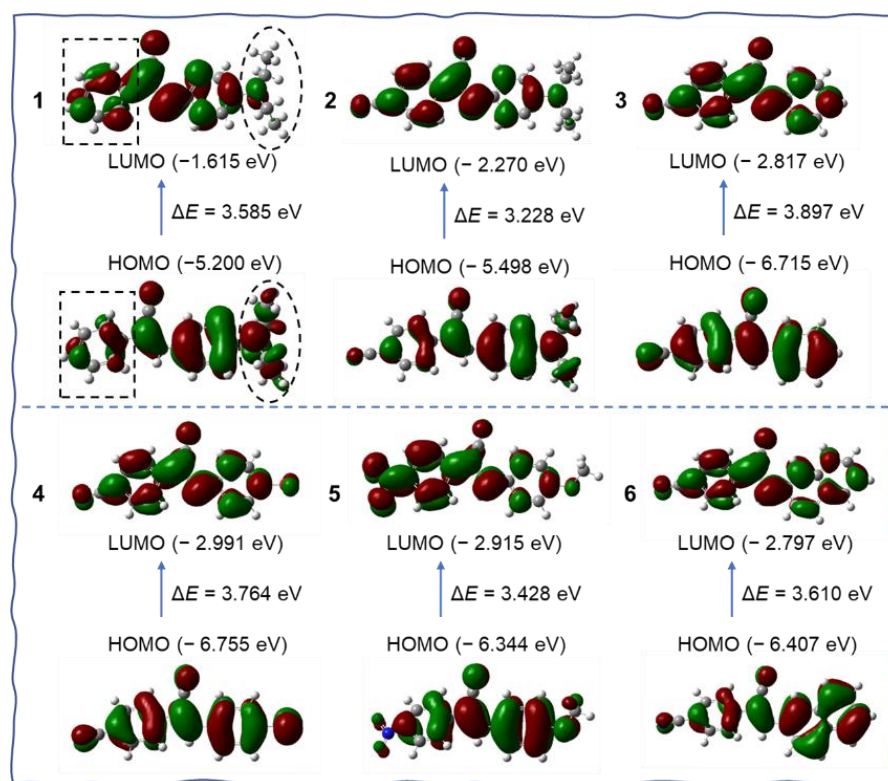 1
2
3
LUMO (−1.615 eV)
LUMO (− 2.270 eV)
LUMO (− 2.817 eV)
ΔE = 3.585 eV
ΔE = 3.228 eV
ΔE = 3.897 eV
HOMO (−5.200 eV)
HOMO (− 5.498 eV)
HOMO (− 6.715 eV)
4
5
6
LUMO (− 2.991 eV)
LUMO (− 2.915 eV)
LUMO (− 2.797 eV)
ΔE = 3.764 eV
ΔE = 3.428 eV
ΔE = 3.610 eV
HOMO (− 6.755 eV)
HOMO (− 6.344 eV)
HOMO (− 6.407 eV)